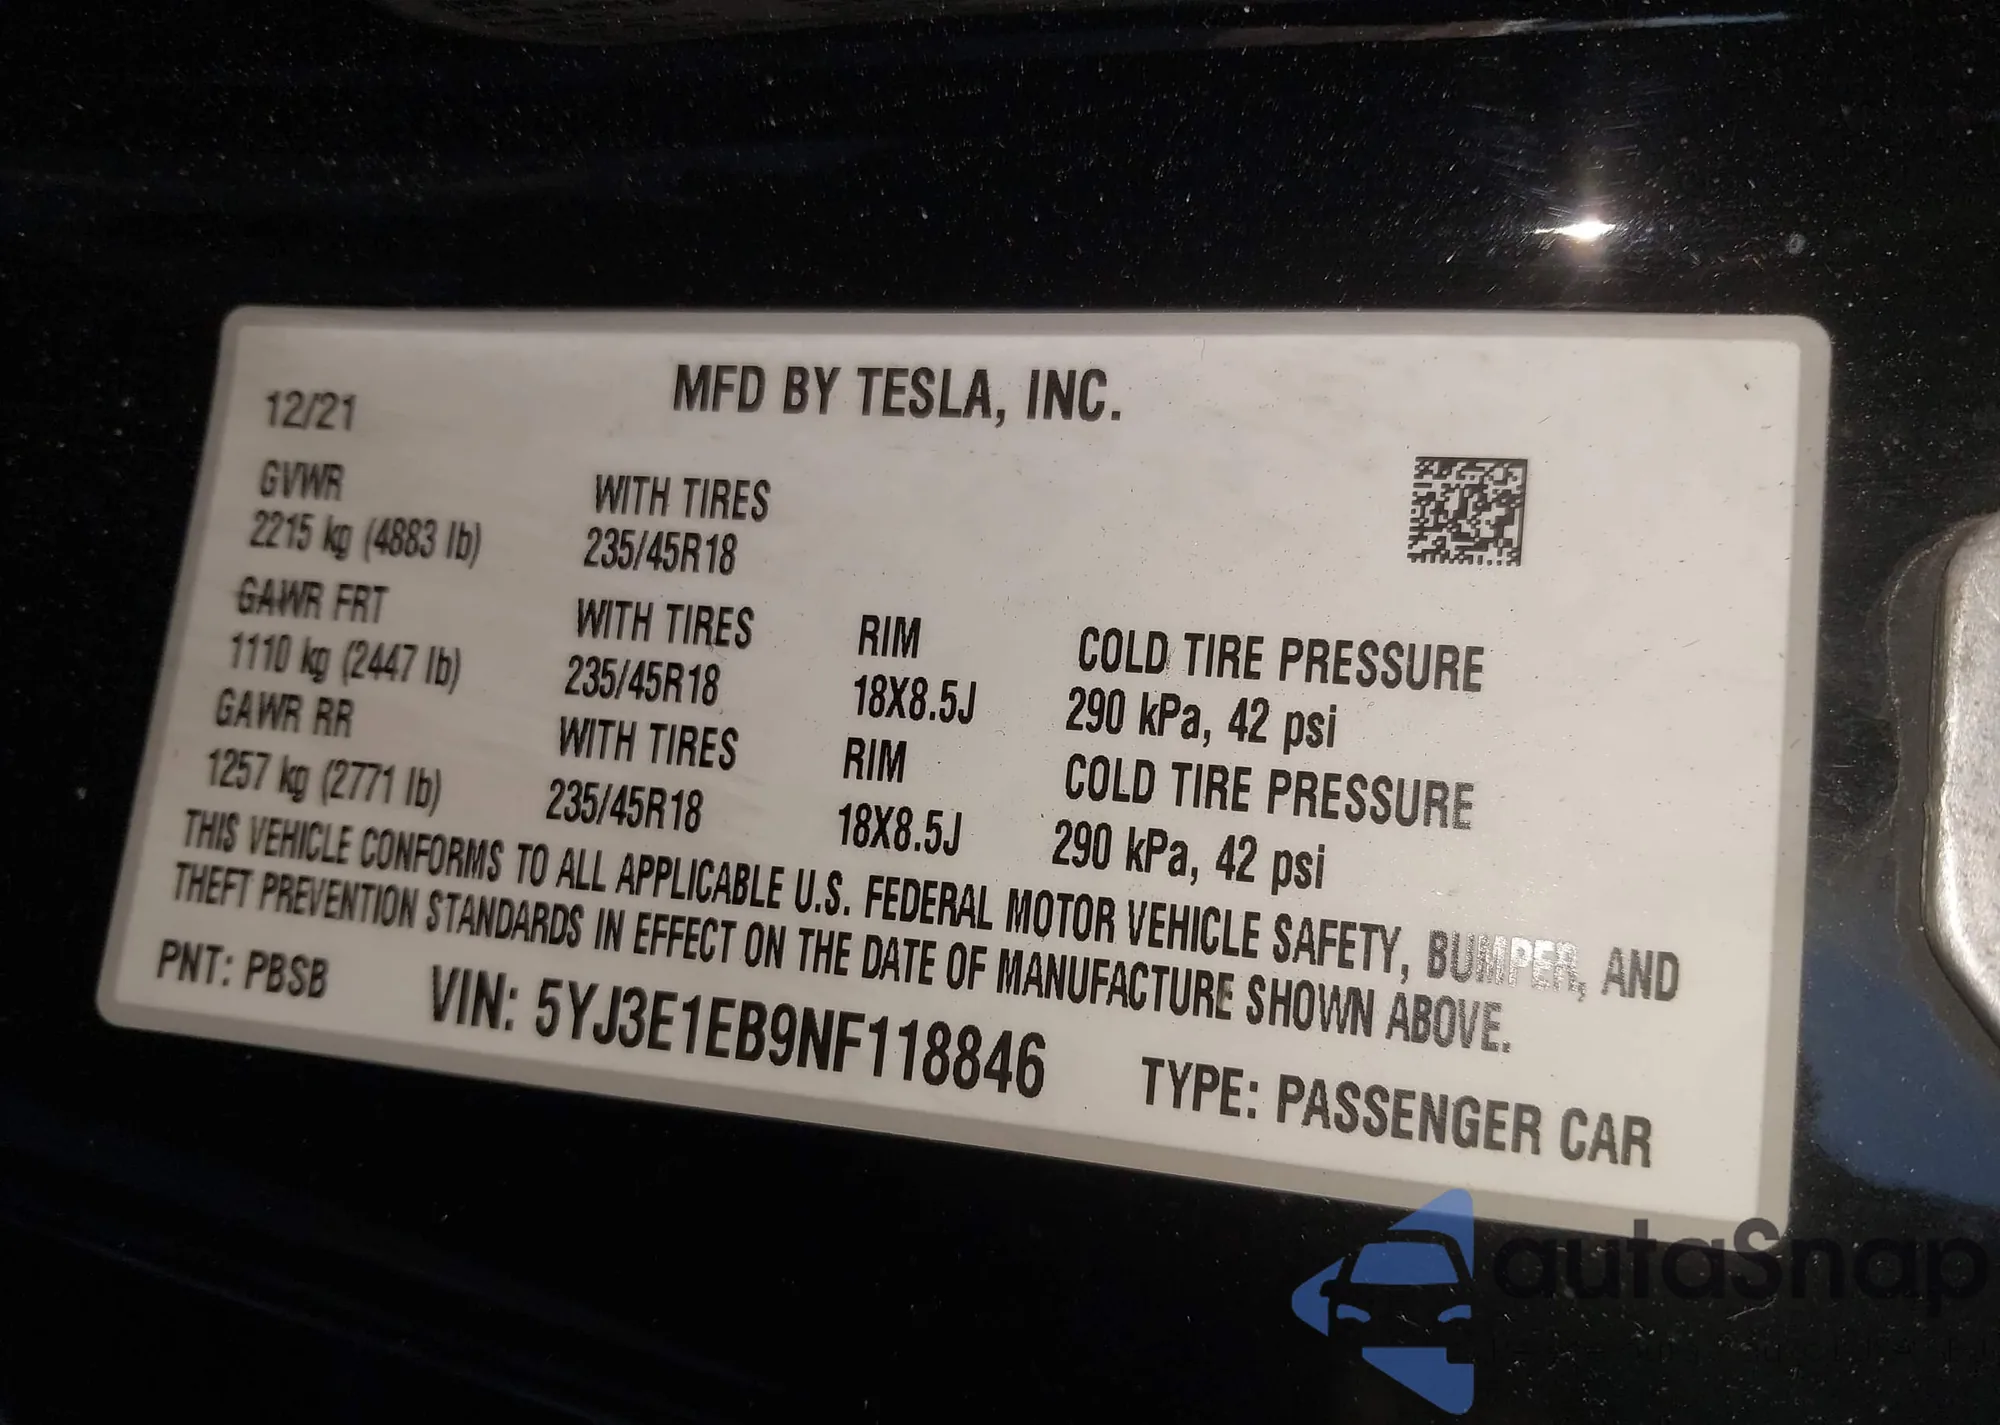 MFD BY TESLA, INC.
12/21
GVWR WITH TIRES
2215 kg (4883 lb) 235/45R18
GAWR FRT WITH TIRES RIM COLD TIRE PRESSURE
1110 kg (2447 lb) 235/45R18 18X8.5J 290 kPa, 42 psi
GAWR RR WITH TIRES RIM COLD TIRE PRESSURE
1257 kg (2771 lb) 235/45R18 18X8.5J 290 kPa, 42 psi
THIS VEHICLE CONFORMS TO ALL APPLICABLE U.S. FEDERAL MOTOR VEHICLE SAFETY, BUMPER, AND
THEFT PREVENTION STANDARDS IN EFFECT ON THE DATE OF MANUFACTURE SHOWN ABOVE.
PNT: PBSB VIN: 5YJ3E1EB9NF118846 TYPE: PASSENGER CAR
autaSnap